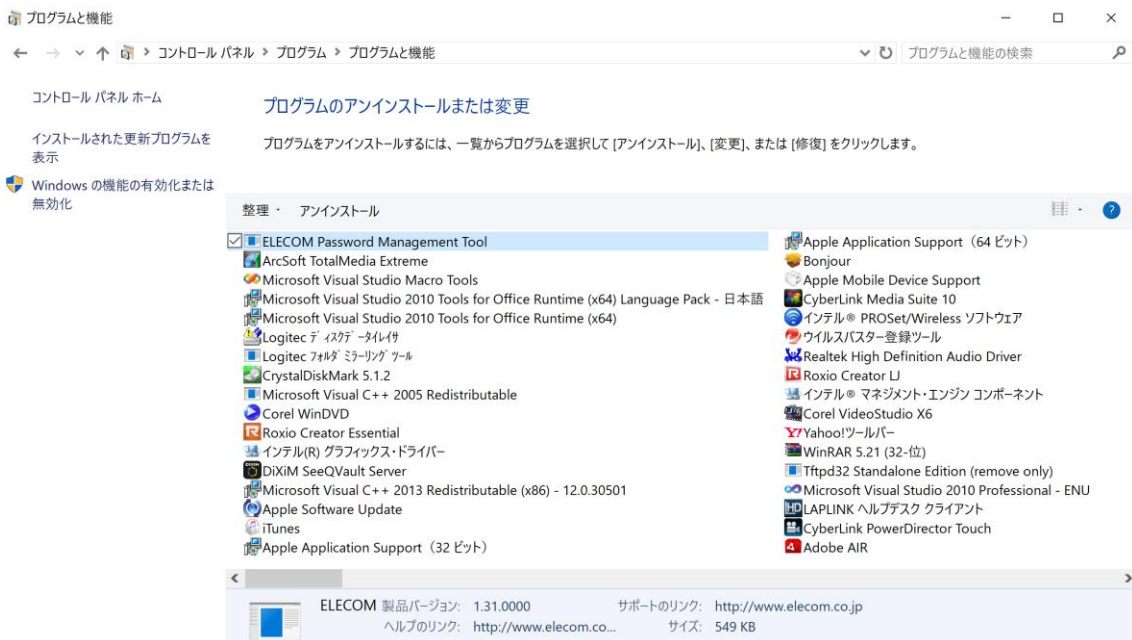 プログラムと機能
コントロール パネル > プログラム > プログラムと機能
プログラムと機能の検索
コントロール パネル ホーム
インストールされた更新プログラムを
表示
Windows の機能の有効化または
無効化
プログラムのアンインストールまたは変更
プログラムをアンインストールするには、一覧からプログラムを選択して [アンインストール]、[変更]、または [修復] をクリックします。
整理
アンインストール
ELECOM Password Management Tool
ArcSoft TotalMedia Extreme
Microsoft Visual Studio Macro Tools
Microsoft Visual Studio 2010 Tools for Office Runtime (x64) Language Pack - 日本語
Microsoft Visual Studio 2010 Tools for Office Runtime (x64)
Logitec ディスクデータイレイサ
Logitec フォルダミラーリングツール
CrystalDiskMark 5.1.2
Microsoft Visual C++ 2005 Redistributable
Corel WinDVD
Roxio Creator Essential
インテル(R) グラフィックス・ドライバー
DiXiM SeeQVault Server
Microsoft Visual C++ 2013 Redistributable (x86) - 12.0.30501
Apple Software Update
iTunes
Apple Application Support（32 ビット）
Apple Application Support（64 ビット）
Bonjour
Apple Mobile Device Support
CyberLink Media Suite 10
インテル® PROSet/Wireless ソフトウェア
ウイルスバスター登録ツール
Realtek High Definition Audio Driver
Roxio Creator LJ
インテル® マネジメント・エンジン コンポーネント
Corel VideoStudio X6
Yahoo!ツールバー
WinRAR 5.21 (32-位)
Tftpd32 Standalone Edition (remove only)
Microsoft Visual Studio 2010 Professional - ENU
LAPLINK ヘルプデスク クライアント
CyberLink PowerDirector Touch
Adobe AIR
ELECOM 製品バージョン: 1.31.0000 サポートのリンク: http://www.elecom.co.jp
ヘルプのリンク: http://www.elecom.co... サイズ: 549 KB